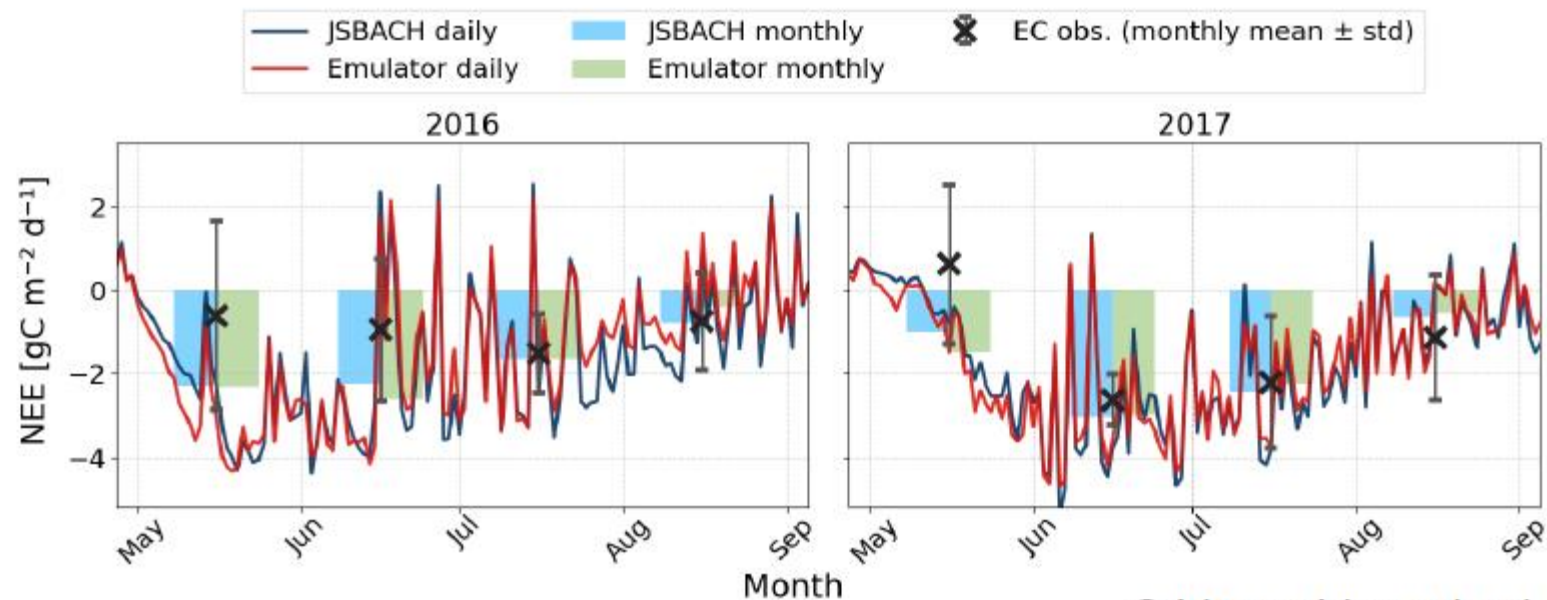 JSBACH daily JSBACH monthly EC obs. (monthly mean ± std)
Emulator daily Emulator monthly
2016 2017
NEE [gC m⁻² d⁻¹]
2
0
−2
−4
May Jun Jul Aug Sep May Jun Jul Aug Sep
Month